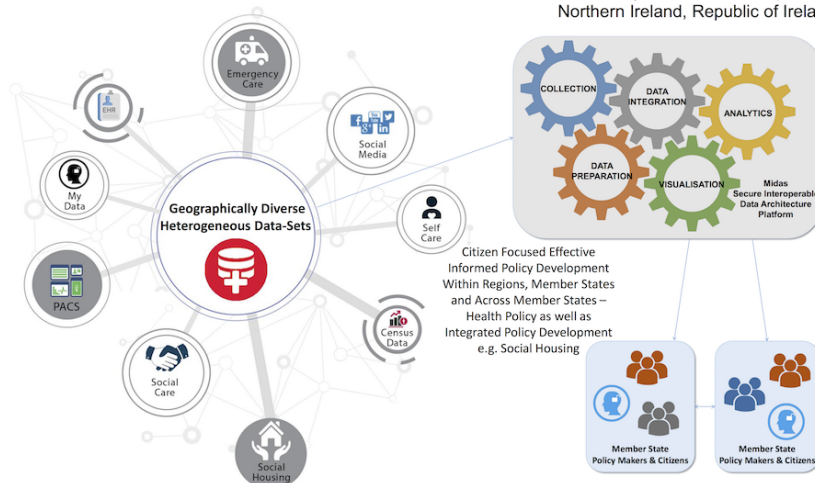 Northern Ireland, Republic of Irela
Emergency
Care
EHR
Social
Media
My
Data
Geographically Diverse
Heterogeneous Data-Sets
Self
Care
PACS
Census
Data
Social
Care
Social
Housing
COLLECTION
DATA
INTEGRATION
ANALYTICS
DATA
PREPARATION
VISUALISATION
Midas
Secure Interoperable
Data Architecture
Platform
Citizen Focused Effective
Informed Policy Development
Within Regions, Member States
and Across Member States –
Health Policy as well as
Integrated Policy Development
e.g. Social Housing
Member State
Policy Makers & Citizens
Member State
Policy Makers & Citizens